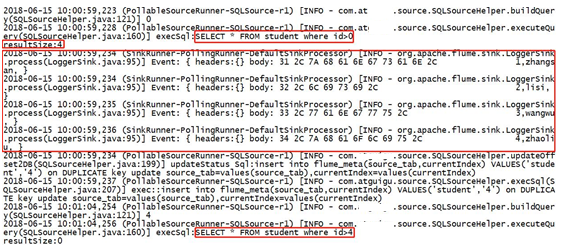 2018-06-15 10:00:59,223 (PollableSourceRunner-SQLSource-r1) [INFO - com.at .source.SQLSourceHelper.buildQue
ry(SQLSourceHelper.java:121)] 0
2018-06-15 10:00:59,228 (PollableSourceRunner-SQLSource-r1) [INFO - com. .source.SQLSourceHelper.executeQu
ery(SQLSourceHelper.java:160)] execSql:SELECT * FROM student where id>0
resultSize:4
2018-06-15 10:00:59,234 (SinkRunner-PollingRunner-DefaultSinkProcessor) [INFO - org.apache.flume.sink.LoggerSink
.process(LoggerSink.java:95)] Event: { headers:{} body: 31 2C 7A 68 61 6E 67 73 61 6E 2C 1,zhangs
an, }
2018-06-15 10:00:59,235 (SinkRunner-PollingRunner-DefaultSinkProcessor) [INFO - org.apache.flume.sink.LoggerSink
.process(LoggerSink.java:95)] Event: { headers:{} body: 32 2C 6C 69 73 69 2C 2,lisi,
}
2018-06-15 10:00:59,235 (SinkRunner-PollingRunner-DefaultSinkProcessor) [INFO - org.apache.flume.sink.LoggerSink
.process(LoggerSink.java:95)] Event: { headers:{} body: 33 2C 77 61 6E 67 77 75 2C 3,wangwu
, }
2018-06-15 10:00:59,236 (SinkRunner-PollingRunner-DefaultSinkProcessor) [INFO - org.apache.flume.sink.LoggerSink
.process(LoggerSink.java:95)] Event: { headers:{} body: 34 2C 7A 68 61 6F 6C 69 75 2C 4,zhaoli
u, }
2018-06-15 10:00:59,234 (PollableSourceRunner-SQLSource-r1) [INFO - com. .source.SQLSourceHelper.updateOf
fset2DB(SQLSourceHelper.java:199)] updateStatus Sql:insert into flume_meta(source_tab,currentIndex) VALUES('stude
nt','4') on DUPLICATE key update source_tab=values(source_tab),currentIndex=values(currentIndex)
2018-06-15 10:00:59,237 (PollableSourceRunner-SQLSource-r1) [INFO - com.atguigu.source.SQLSourceHelper.execSql(S
QLSourceHelper.java:207)] exec::insert into flume_meta(source_tab,currentIndex) VALUES('student','4') on DUPLICA
TE key update source_tab=values(source_tab),currentIndex=values(currentIndex)
2018-06-15 10:01:04,251 (PollableSourceRunner-SQLSource-r1) [INFO - com. .source.SQLSourceHelper.buildQue
ry(SQLSourceHelper.java:121)] 4
2018-06-15 10:01:04,256 (PollableSourceRunner-SQLSource-r1) [INFO - com. .source.SQLSourceHelper.executeQu
ery(SQLSourceHelper.java:160)] execSql:SELECT * FROM student where id>4
resultSize:0